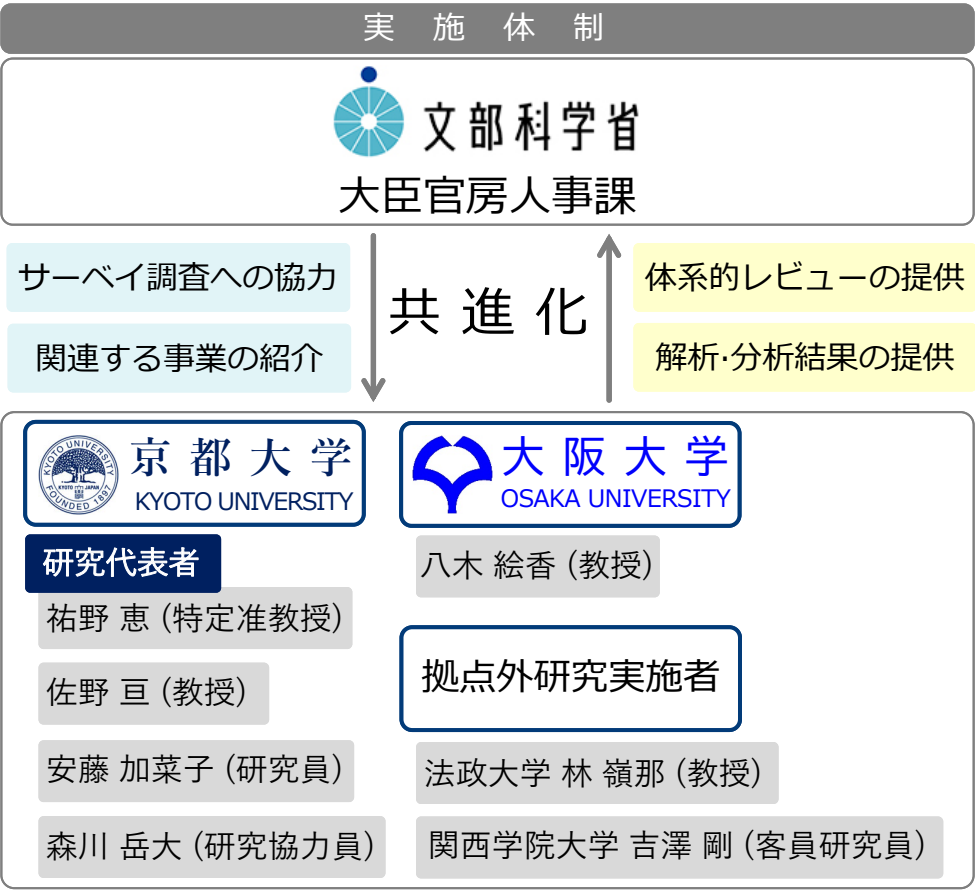 実施体制
文部科学省
大臣官房人事課
サーベイ調査への協力
関連する事業の紹介
共進化
体系的レビューの提供
解析･分析結果の提供
KYOTO UNIVERSITY
KYOTO JAPAN
FOUNDED 1897
京都大学
KYOTO UNIVERSITY
研究代表者
祐野 恵 (特定准教授)
佐野 亘 (教授)
安藤 加菜子 (研究員)
森川 岳大 (研究協力員)
大阪大学
OSAKA UNIVERSITY
八木 絵香 (教授)
拠点外研究実施者
法政大学 林 嶺那 (教授)
関西学院大学 吉澤 剛 (客員研究員)